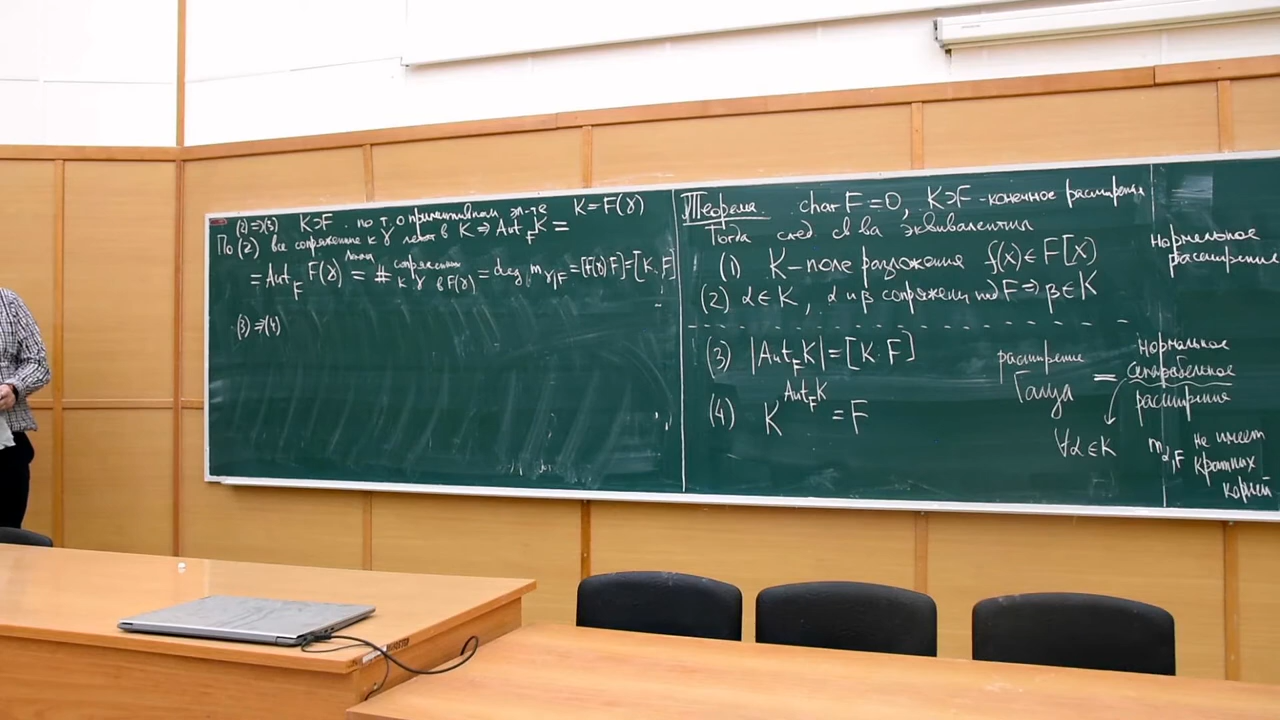 (2) ⇒ (3) K⊃F. по т. о примитивном эл-те K = F(γ)
По (2) все сопряженные к γ лежат в K ⇒ Aut_F K =
= Aut_F F(γ) = # сопряженных к γ в F(γ) = deg m_γ,F = [F(γ):F] = [K:F]
(3) ⇒ (4)
Теорема. char F = 0, K⊃F - конечное расширение
Тогда след. св-ва эквивалентны
(1) K - поле разложения f(x) ∈ F[x]
(2) α ∈ K, α и β сопряжены над F ⇒ β ∈ K
нормальное
расширение
(3) |Aut_F K| = [K:F]
(4) K^{Aut_F K} = F
расширение
Галуа =
нормальное
сепарабельное
расширение
∀α ∈ K m_α,F не имеет
кратных
корней